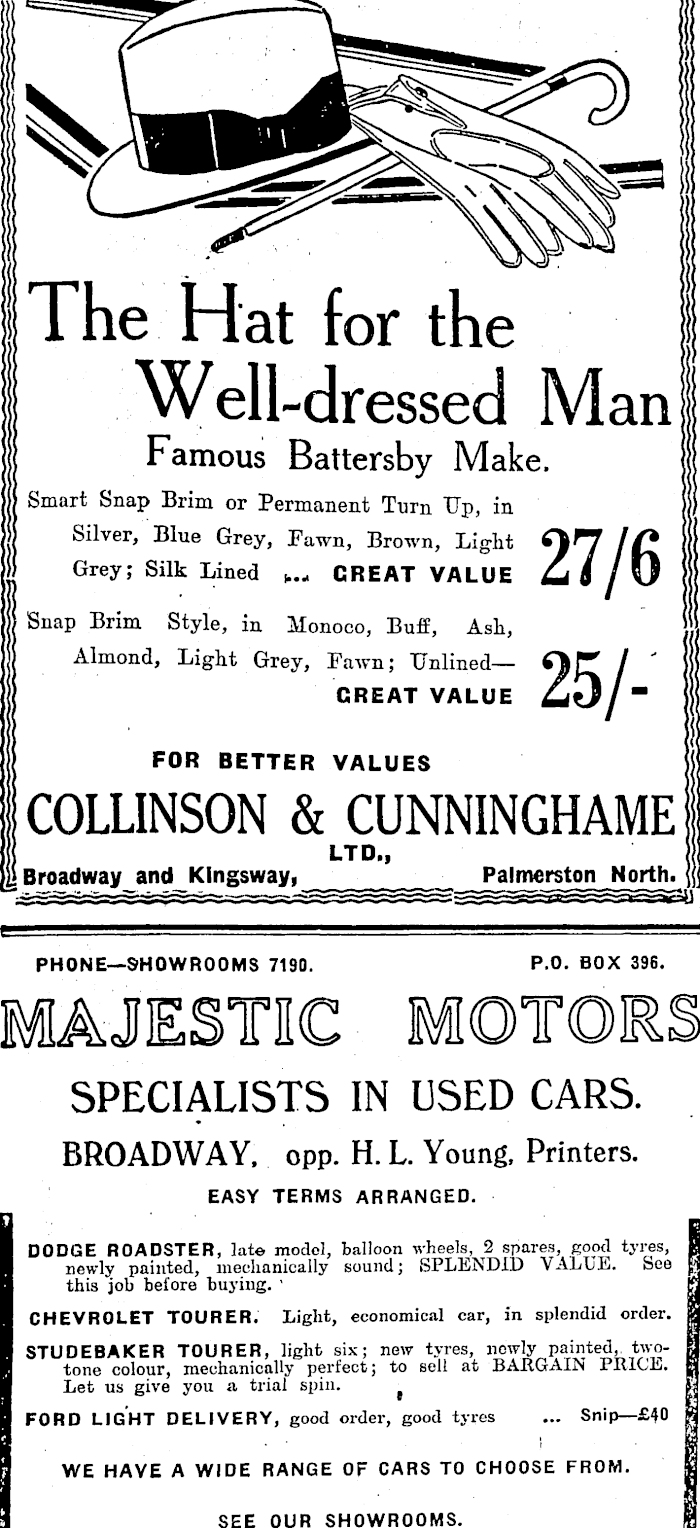 The Hat for the
Well-dressed Man
Famous Battersby Make.
Smart Snap Brim or Permanent Turn Up, in
Silver, Blue Grey, Fawn, Brown, Light
Grey; Silk Lined .... GREAT VALUE 27/6
Snap Brim Style, in Monoco, Buff, Ash,
Almond, Light Grey, Fawn; Unlined—
GREAT VALUE 25/-
FOR BETTER VALUES
COLLINSON & CUNNINGHAME
LTD.,
Broadway and Kingsway, Palmerston North.
PHONE—SHOWROOMS 7190. P.O. BOX 396.
MAJESTIC MOTORS
SPECIALISTS IN USED CARS.
BROADWAY, opp. H. L. Young, Printers.
EASY TERMS ARRANGED.
DODGE ROADSTER, late model, balloon wheels, 2 spares, good tyres,
newly painted, mechanically sound; SPLENDID VALUE. See
this job before buying.
CHEVROLET TOURER. Light, economical car, in splendid order.
STUDEBAKER TOURER, light six; new tyres, newly painted, two-
tone colour, mechanically perfect; to sell at BARGAIN PRICE.
Let us give you a trial spin.
FORD LIGHT DELIVERY, good order, good tyres ... Snip—£40
WE HAVE A WIDE RANGE OF CARS TO CHOOSE FROM.
SEE OUR SHOWROOMS.